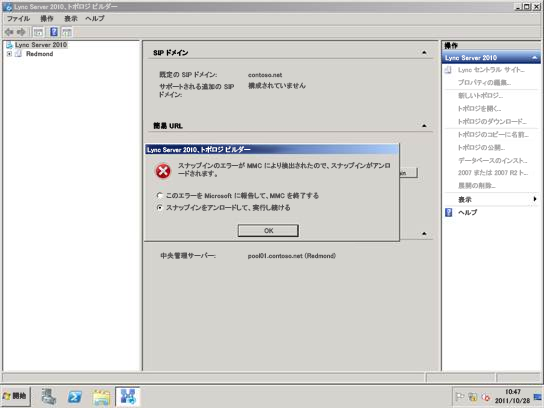 Lync Server 2010、トポロジ ビルダー
ファイル 操作 表示 ヘルプ
Lync Server 2010
Redmond
SIP ドメイン
既定の SIP ドメイン: contoso.net
サポートされる追加の SIP ドメイン: 構成されていません
簡易 URL
Lync Server 2010、トポロジ ビルダー
スナップインのエラーが MMC により検出されたので、スナップインがアンロ
ードされます。
このエラーを Microsoft に報告して、MMC を終了する
スナップインをアンロードして、実行し続ける
OK
中央管理サーバー: pool01.contoso.net (Redmond)
操作
Lync Server 2010
Lync セントラル サイト...
プロパティの編集...
新しいトポロジ...
トポロジを開く...
トポロジのダウンロード...
トポロジのコピーに名前...
トポロジの公開...
データベースのインスト...
2007 または 2007 R2 ト...
展開の削除...
表示
ヘルプ
開始
10:47
2011/10/28